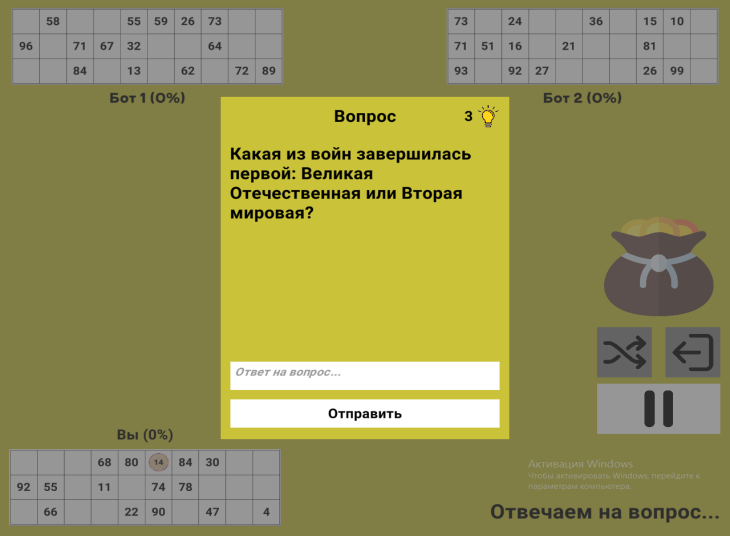 58 55 59 26 73
96 71 67 32 64
84 13 62 72 89
Бот 1 (0%)
73 24 36 15 10
71 51 16 21 81
93 92 27 26 99
Бот 2 (0%)
Вопрос
3
Какая из войн завершилась
первой: Великая
Отечественная или Вторая
мировая?
Ответ на вопрос...
Отправить
Вы (0%)
68 80 14 84 30
92 55 11 74 78
66 22 90 47 4
Активация Windows
Чтобы активировать Windows, перейдите к
параметрам компьютера.
Отвечаем на вопрос...